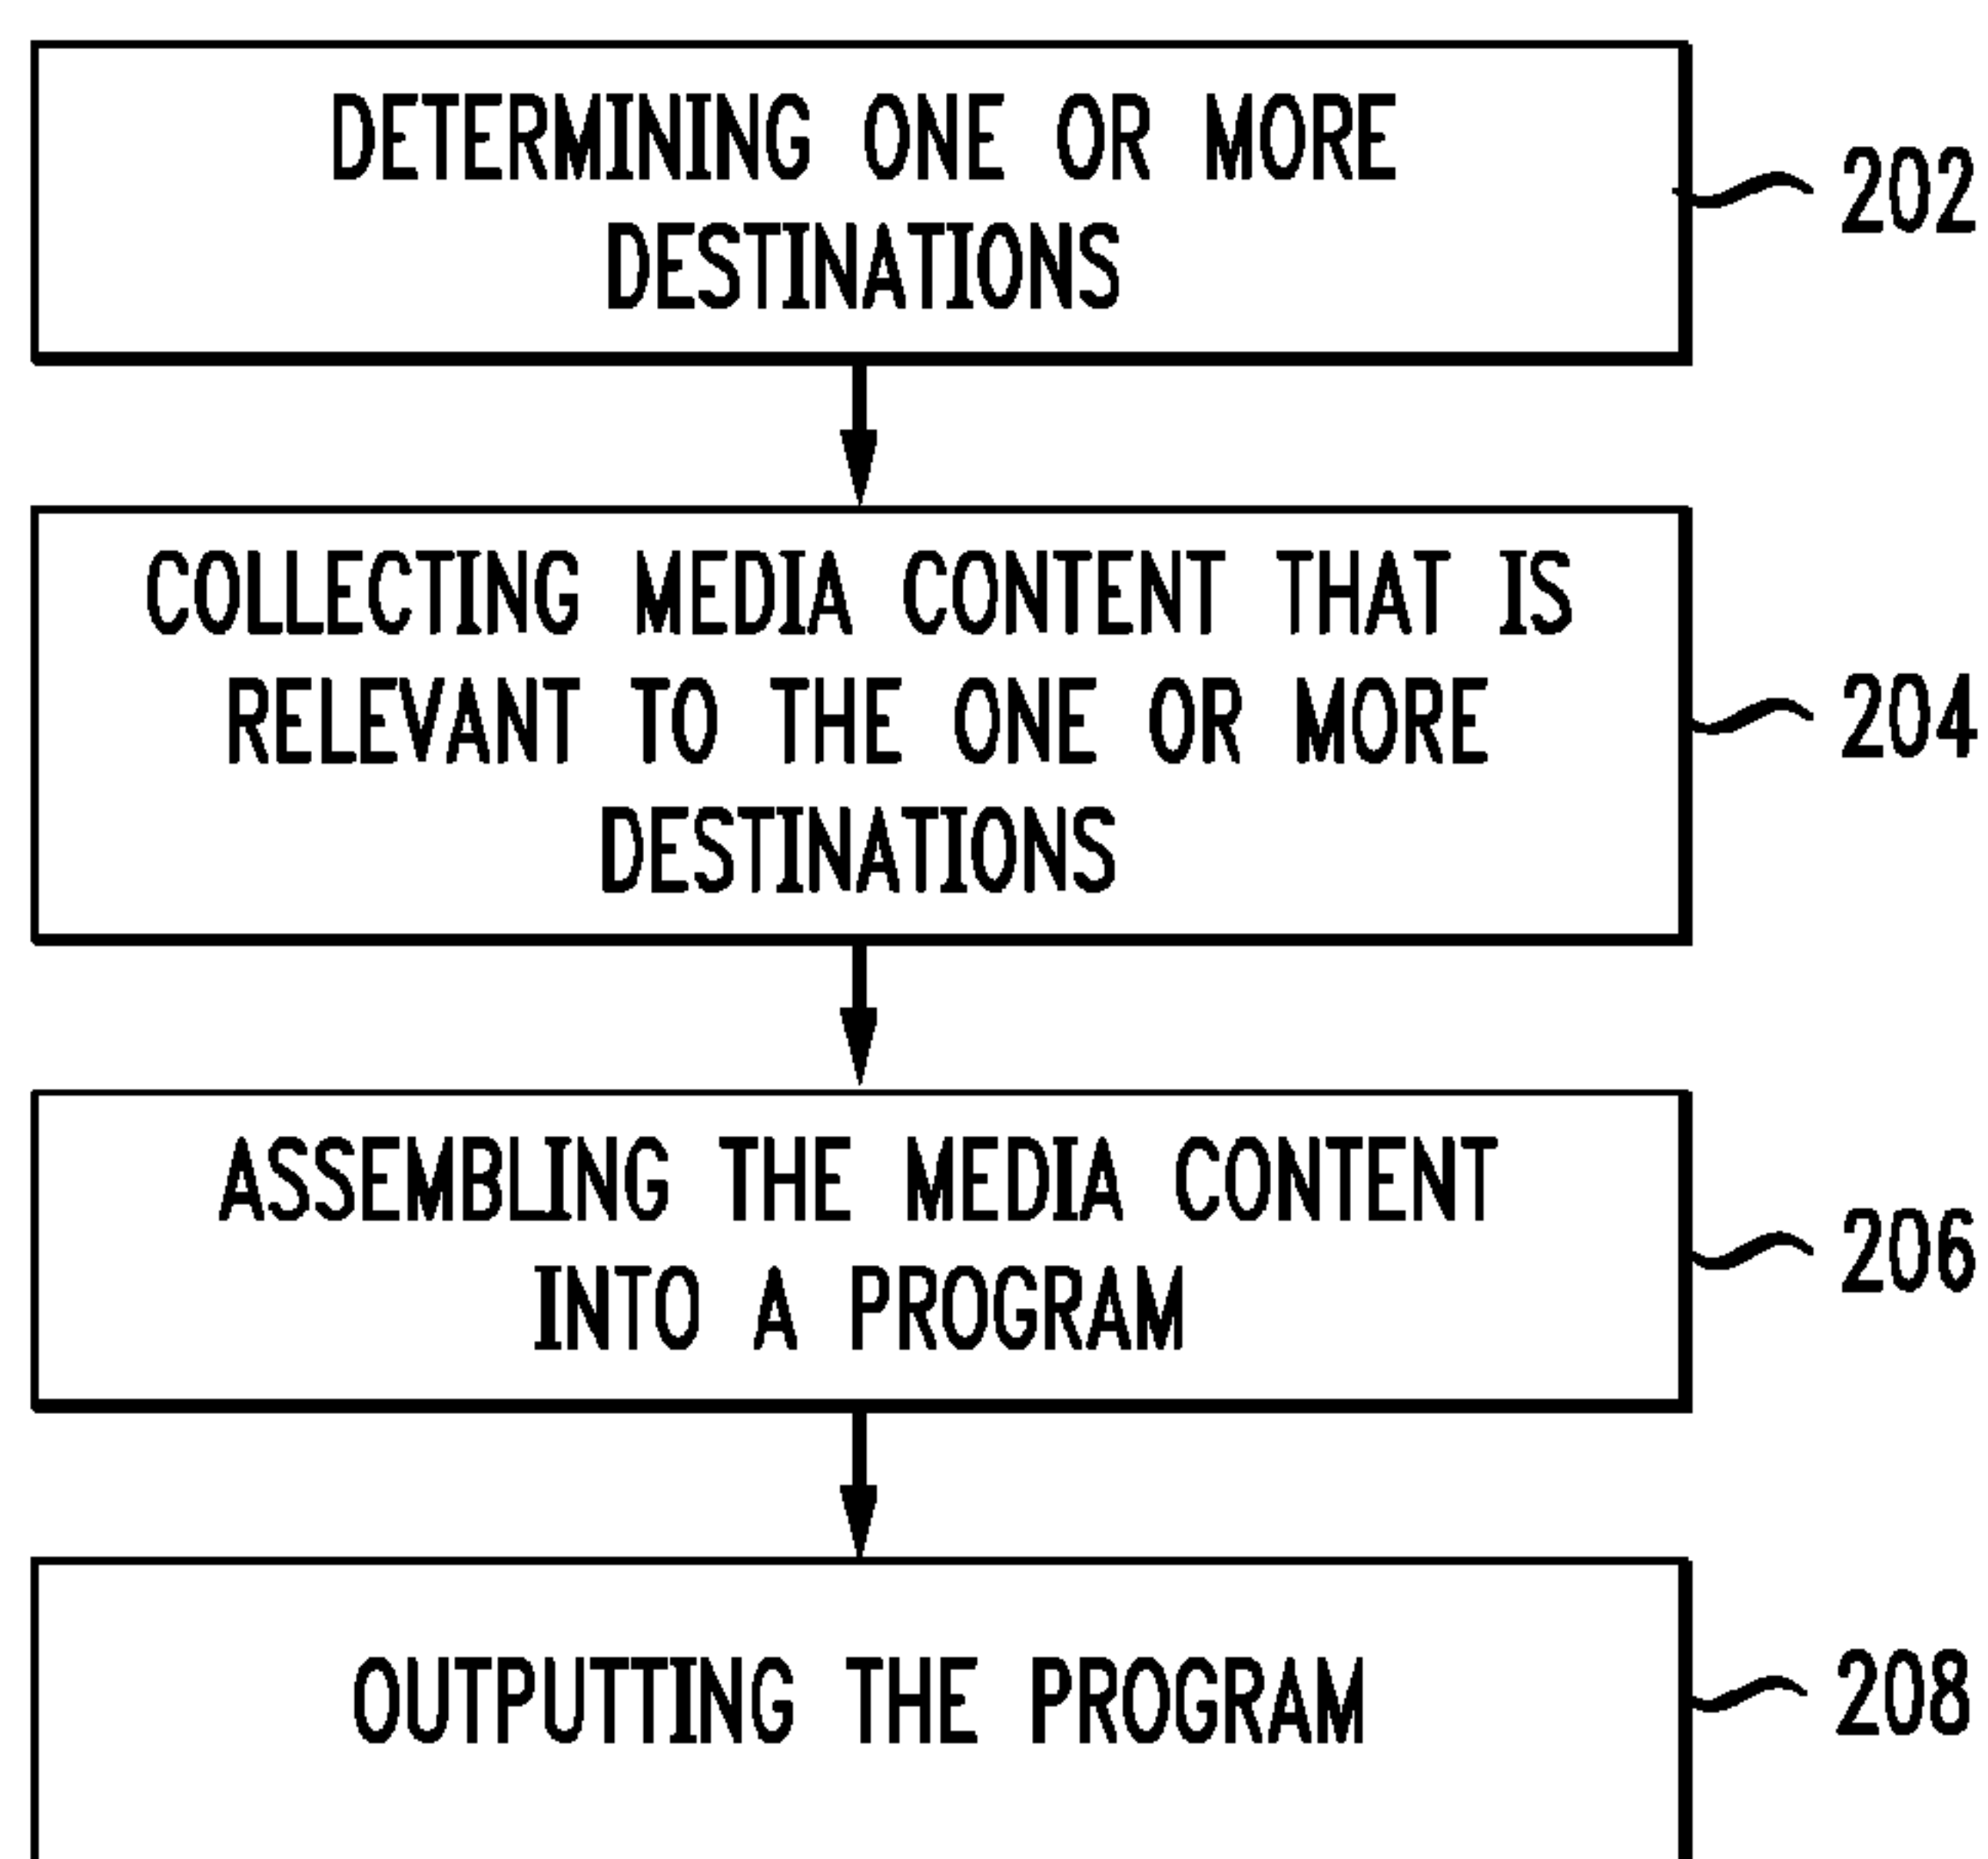 DETERMINING ONE OR MORE
DESTINATIONS
202
COLLECTING MEDIA CONTENT THAT IS
RELEVANT TO THE ONE OR MORE
DESTINATIONS
204
ASSEMBLING THE MEDIA CONTENT
INTO A PROGRAM
206
OUTPUTTING THE PROGRAM
208